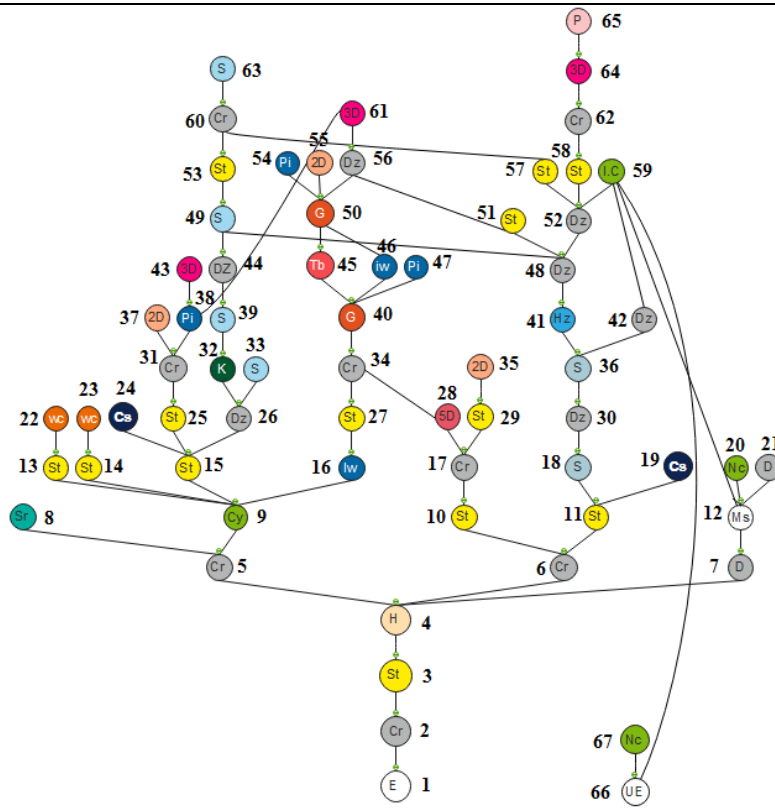 P 65
S 63
3D 64
60 Cr
3D 61
Cr 62
55
58
53 St
54 Pi
2D
Dz 56
57 St
St
I.C 59
49 S
G 50
51 St
52 Dz
43 3D
DZ 44
Tb 45
46
iw
Pi 47
48 Dz
37 2D
38
Pi
S 39
G 40
41 Hz
42 Dz
31 Cr
32
K
33
S
Cr 34
2D 35
S 36
22 wc
23
wc
24
Cs
St 25
Dz 26
St 27
28
5D
St 29
Dz 30
13 St
14 St
15 St
16 Iw
17 Cr
18 S
19 Cs
20
Nc
21
D
Sr 8
Cy 9
10 St
11 St
12 Ms
Cr 5
6 Cr
7 D
H 4
St 3
Cr 2
67 Nc
E 1
66 UE